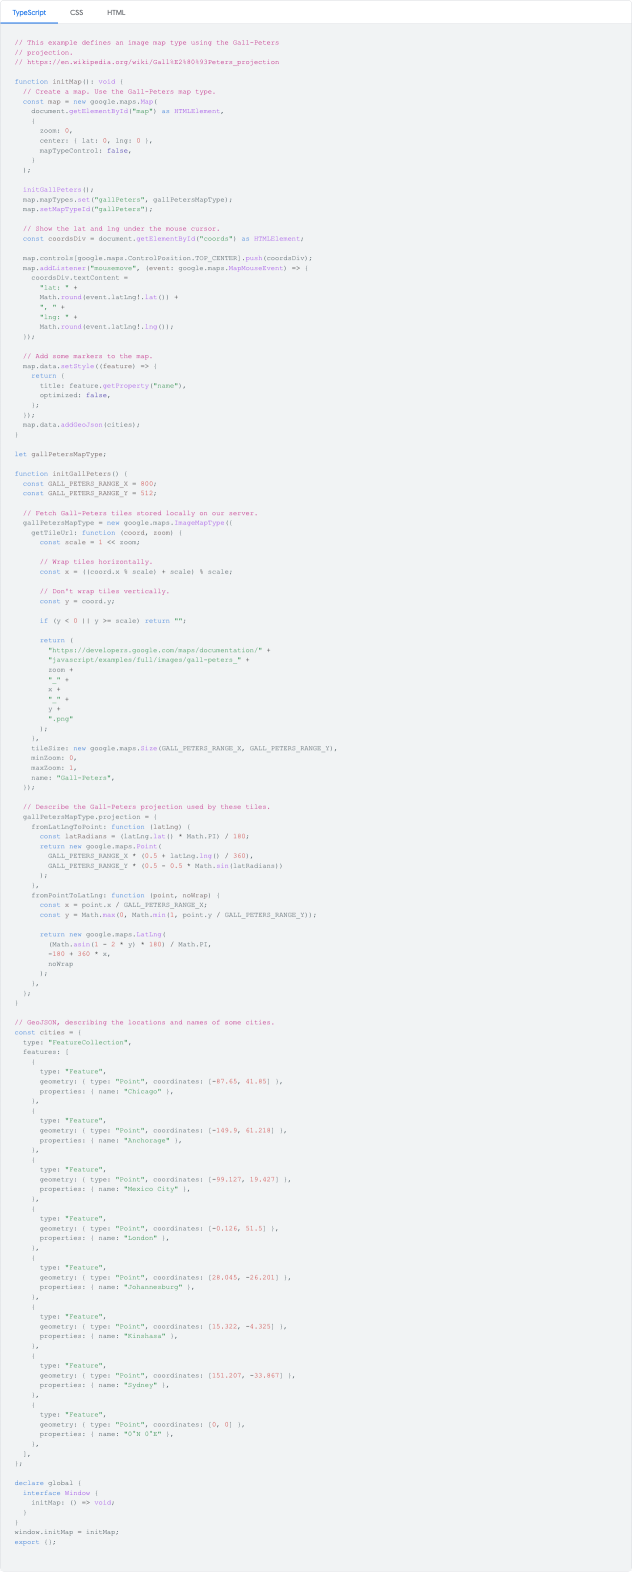 TypeScript CSS HTML
// This example defines an image map type using the Gall-Peters
// projection.
// https://en.wikipedia.org/wiki/Gall%E2%80%93Peters_projection
function initMap(): void {
  // Create a map. Use the Gall-Peters map type.
  const map = new google.maps.Map(
    document.getElementById("map") as HTMLElement,
    {
      zoom: 0,
      center: { lat: 0, lng: 0 },
      mapTypeControl: false,
    }
  );
  initGallPeters();
  map.mapTypes.set("gallPeters", gallPetersMapType);
  map.setMapTypeId("gallPeters");
  // Show the lat and lng under the mouse cursor.
  const coordsDiv = document.getElementById("coords") as HTMLElement;
  map.controls[google.maps.ControlPosition.TOP_CENTER].push(coordsDiv);
  map.addListener("mousemove", (event: google.maps.MapMouseEvent) => {
    coordsDiv.textContent =
      "lat: " +
      Math.round(event.latLng!.lat()) +
      ", " +
      "lng: " +
      Math.round(event.latLng!.lng());
  });
  // Add some markers to the map.
  map.data.setStyle((feature) => {
    return {
      title: feature.getProperty("name"),
      optimized: false,
    };
  });
  map.data.addGeoJson(cities);
}
let gallPetersMapType;
function initGallPeters() {
  const GALL_PETERS_RANGE_X = 800;
  const GALL_PETERS_RANGE_Y = 512;
  // Fetch Gall-Peters tiles stored locally on our server.
  gallPetersMapType = new google.maps.ImageMapType({
    getTileUrl: function (coord, zoom) {
      const scale = 1 << zoom;
      // Wrap tiles horizontally.
      const x = ((coord.x % scale) + scale) % scale;
      // Don't wrap tiles vertically.
      const y = coord.y;
      if (y < 0 || y >= scale) return "";
      return (
        "https://developers.google.com/maps/documentation/" +
        "javascript/examples/full/images/gall-peters_" +
        zoom +
        "_" +
        x +
        "_" +
        y +
        ".png"
      );
    },
    tileSize: new google.maps.Size(GALL_PETERS_RANGE_X, GALL_PETERS_RANGE_Y),
    minZoom: 0,
    maxZoom: 1,
    name: "Gall-Peters",
  });
  // Describe the Gall-Peters projection used by these tiles.
  gallPetersMapType.projection = {
    fromLatLngToPoint: function (latLng) {
      const latRadians = (latLng.lat() * Math.PI) / 180;
      return new google.maps.Point(
        GALL_PETERS_RANGE_X * (0.5 + latLng.lng() / 360),
        GALL_PETERS_RANGE_Y * (0.5 - 0.5 * Math.sin(latRadians))
      );
    },
    fromPointToLatLng: function (point, noWrap) {
      const x = point.x / GALL_PETERS_RANGE_X;
      const y = Math.max(0, Math.min(1, point.y / GALL_PETERS_RANGE_Y));
      return new google.maps.LatLng(
        (Math.asin(1 - 2 * y) * 180) / Math.PI,
        -180 + 360 * x,
        noWrap
      );
    },
  };
}
// GeoJSON, describing the locations and names of some cities.
const cities = {
  type: "FeatureCollection",
  features: [
    {
      type: "Feature",
      geometry: { type: "Point", coordinates: [-87.65, 41.85] },
      properties: { name: "Chicago" },
    },
    {
      type: "Feature",
      geometry: { type: "Point", coordinates: [-149.9, 61.218] },
      properties: { name: "Anchorage" },
    },
    {
      type: "Feature",
      geometry: { type: "Point", coordinates: [-99.127, 19.427] },
      properties: { name: "Mexico City" },
    },
    {
      type: "Feature",
      geometry: { type: "Point", coordinates: [-0.126, 51.5] },
      properties: { name: "London" },
    },
    {
      type: "Feature",
      geometry: { type: "Point", coordinates: [28.045, -26.201] },
      properties: { name: "Johannesburg" },
    },
    {
      type: "Feature",
      geometry: { type: "Point", coordinates: [15.322, -4.325] },
      properties: { name: "Kinshasa" },
    },
    {
      type: "Feature",
      geometry: { type: "Point", coordinates: [151.207, -33.867] },
      properties: { name: "Sydney" },
    },
    {
      type: "Feature",
      geometry: { type: "Point", coordinates: [0, 0] },
      properties: { name: "0°N 0°E" },
    },
  ],
};
declare global {
  interface Window {
    initMap: () => void;
  }
}
window.initMap = initMap;
export {};